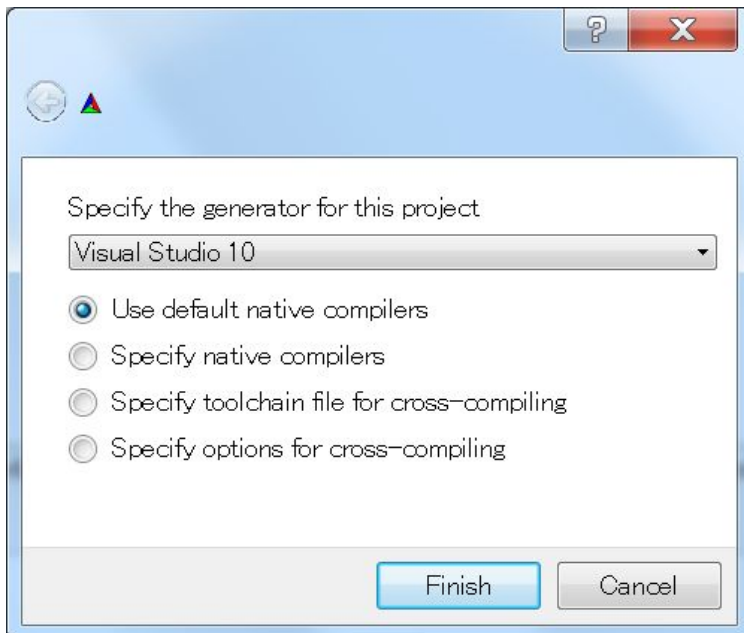 Specify the generator for this project
Visual Studio 10
Use default native compilers
Specify native compilers
Specify toolchain file for cross-compiling
Specify options for cross-compiling
Finish
Cancel